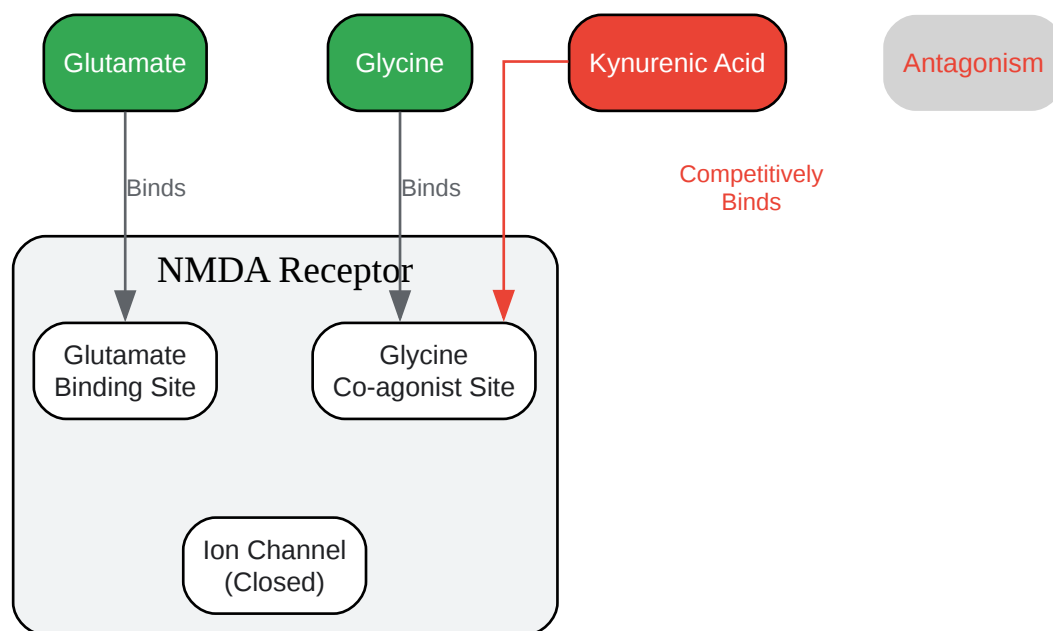 Glutamate
Glycine
Kynurenic Acid
Antagonism
Binds
Binds
Competitively
Binds
NMDA Receptor
Glutamate
Binding Site
Glycine
Co-agonist Site
Ion Channel
(Closed)